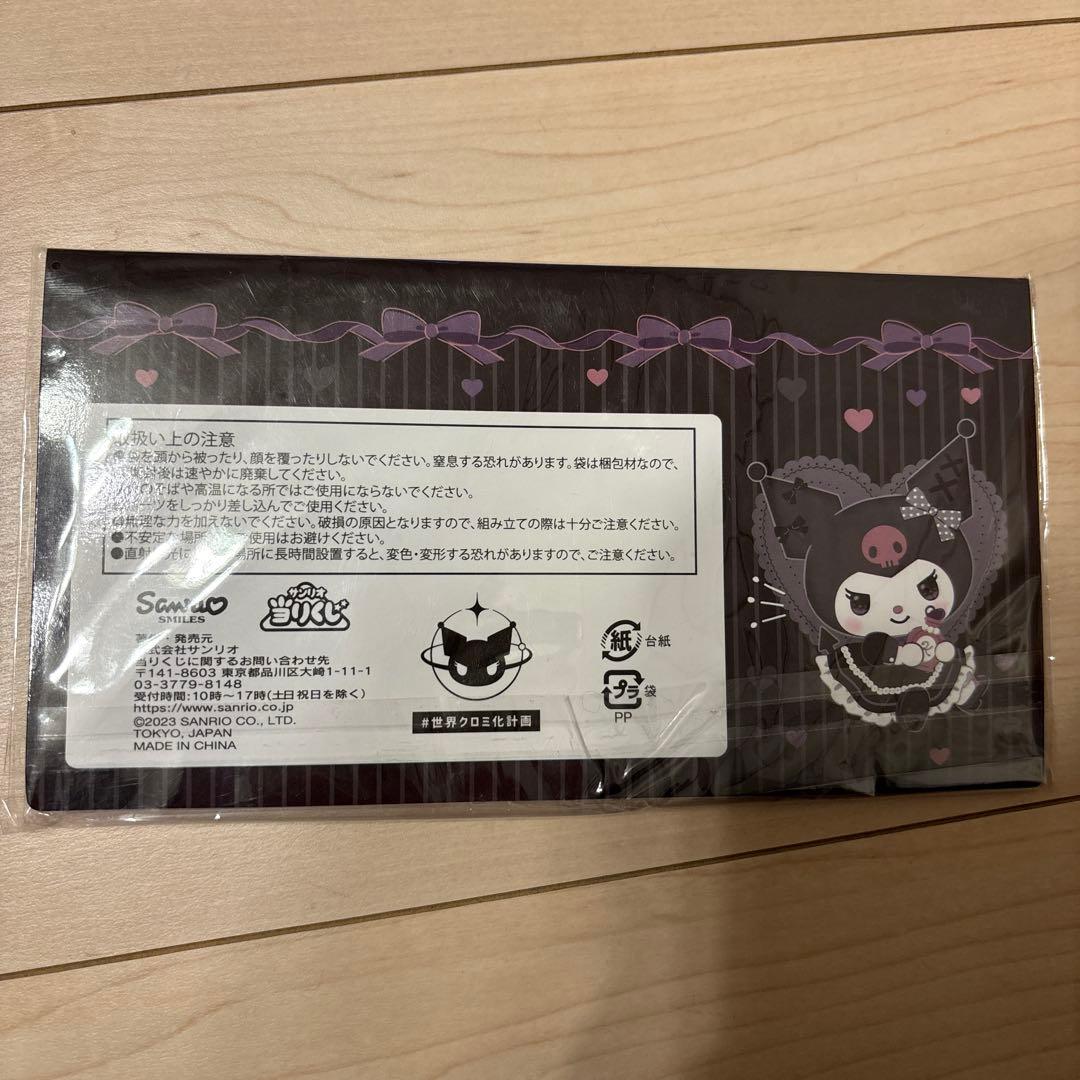 取扱い上の注意
を頭から被ったり、顔を覆ったりしないでください。窒息する恐れがあります。袋は梱包材なので、
後は速やかに廃棄してください。
そばや高温になる所ではご使用にならないでください。
ーツをしっかり差し込んでご使用ください。
●無理な力を加えないでください。破損の原因となりますので、組み立ての際は十分ご注意ください。
●不安定な場所 使用はお避けください。
●直射 所に長時間設置すると、変色・変形する恐れがありますので、ご注意ください。
Sanrio
SMILES
サンリオ
当りくじ
発売元
株式会社サンリオ
当りくじに関するお問い合わせ先
〒141-8603 東京都品川区大崎1-11-1
03-3779-8148
受付時間:10時～17時(土日祝日を除く)
https://www.sanrio.co.jp
©2023 SANRIO CO., LTD.
TOKYO, JAPAN
MADE IN CHINA
#世界クロミ化計画
紙 台紙
プラ 袋
PP